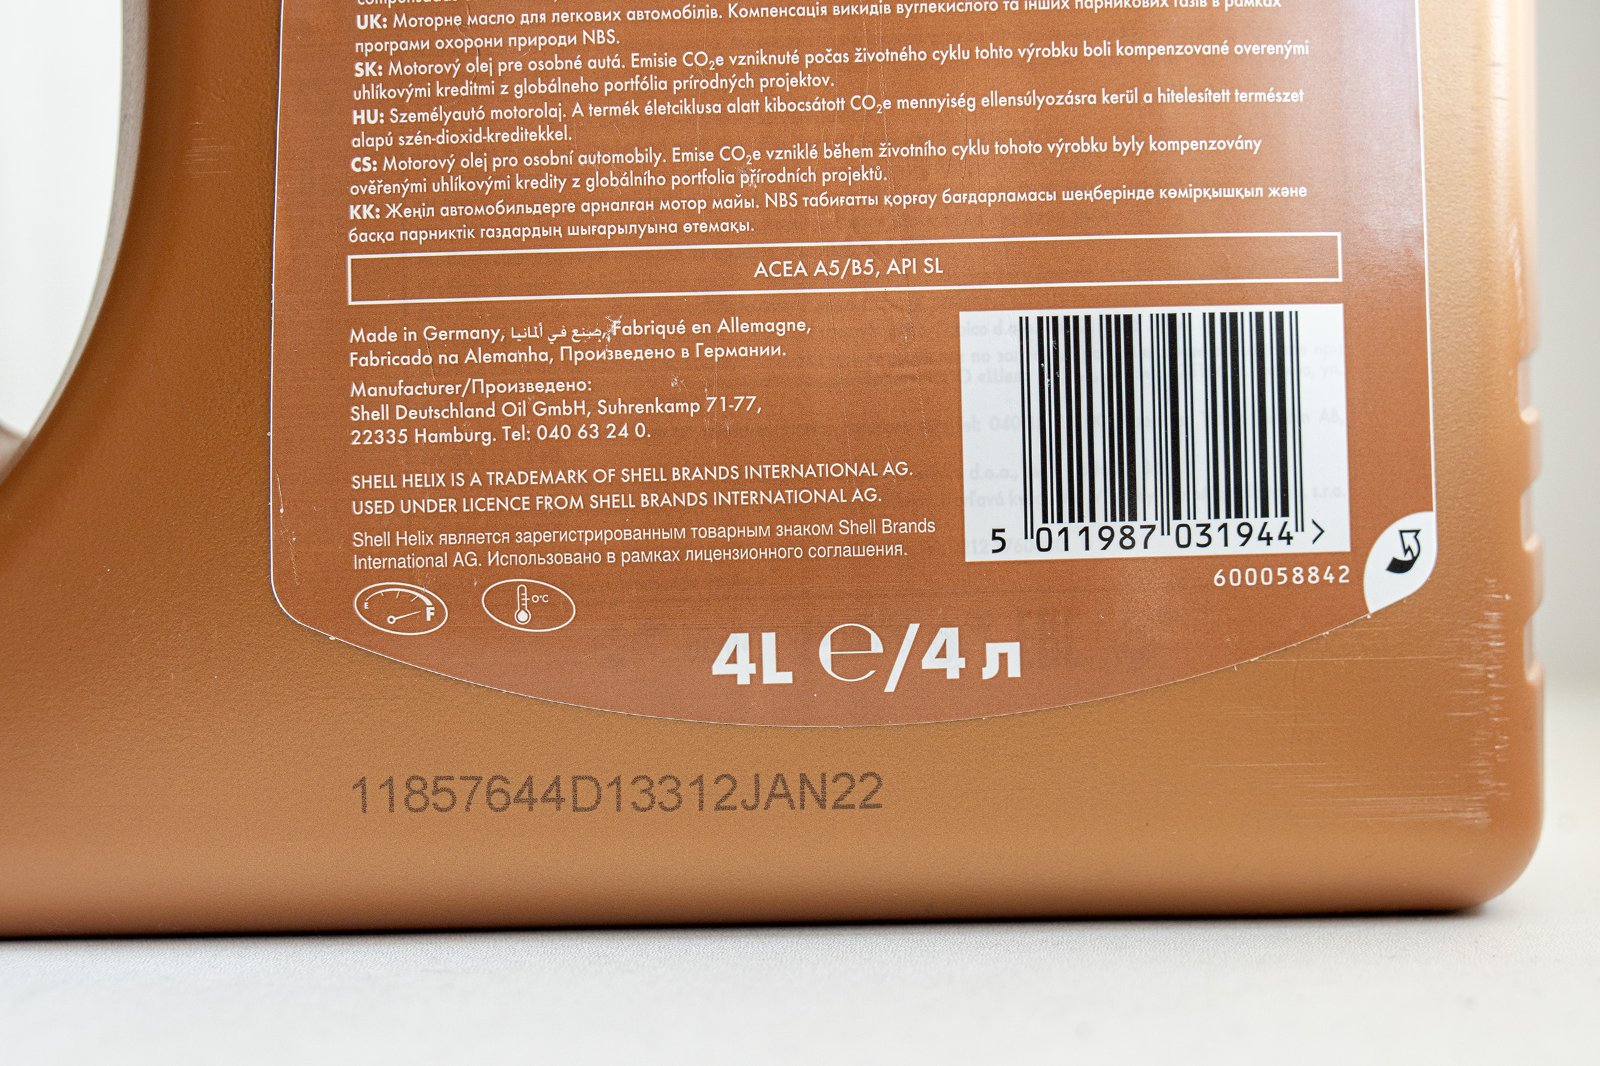 UK: Моторне масло для легкових автомобілів. Компенсація викидів вуглекислого та інших парникових газів в рамках
програми охорони природи NBS.
SK: Motorový olej pre osobné autá. Emisie CO₂e vzniknuté počas životného cyklu tohto výrobku boli kompenzované overenými
uhlíkovými kreditmi z globálneho portfólia prírodných projektov.
HU: Személyautó motorolaj. A termék életciklusa alatt kibocsátott CO₂e mennyiség ellensúlyozásra kerül a hitelesített természet
alapú szén-dioxid-kreditekkel.
CS: Motorový olej pro osobní automobily. Emise CO₂e vzniklé během životního cyklu tohoto výrobku byly kompenzovány
ověřenými uhlíkovými kredity z globálního portfolia přírodních projektů.
KK: Жеңіл автомобильдерге арналған мотор майы. NBS табиғатты қорғау бағдарламасы шеңберінде көмірқышқыл және
басқа парниктік газдардың шығарылуына өтемақы.
ACEA A5/B5, API SL
Made in Germany, صنع في ألمانيا, Fabriqué en Allemagne,
Fabricado na Alemanha, Произведено в Германии.
Manufacturer/Произведено:
Shell Deutschland Oil GmbH, Suhrenkamp 71-77,
22335 Hamburg. Tel: 040 63 24 0.
SHELL HELIX IS A TRADEMARK OF SHELL BRANDS INTERNATIONAL AG.
USED UNDER LICENCE FROM SHELL BRANDS INTERNATIONAL AG.
Shell Helix является зарегистрированным товарным знаком Shell Brands
International AG. Использовано в рамках лицензионного соглашения.
5 011987 031944 >
600058842
E F
0°C
4L ℮/4 л
11857644D13312JAN22